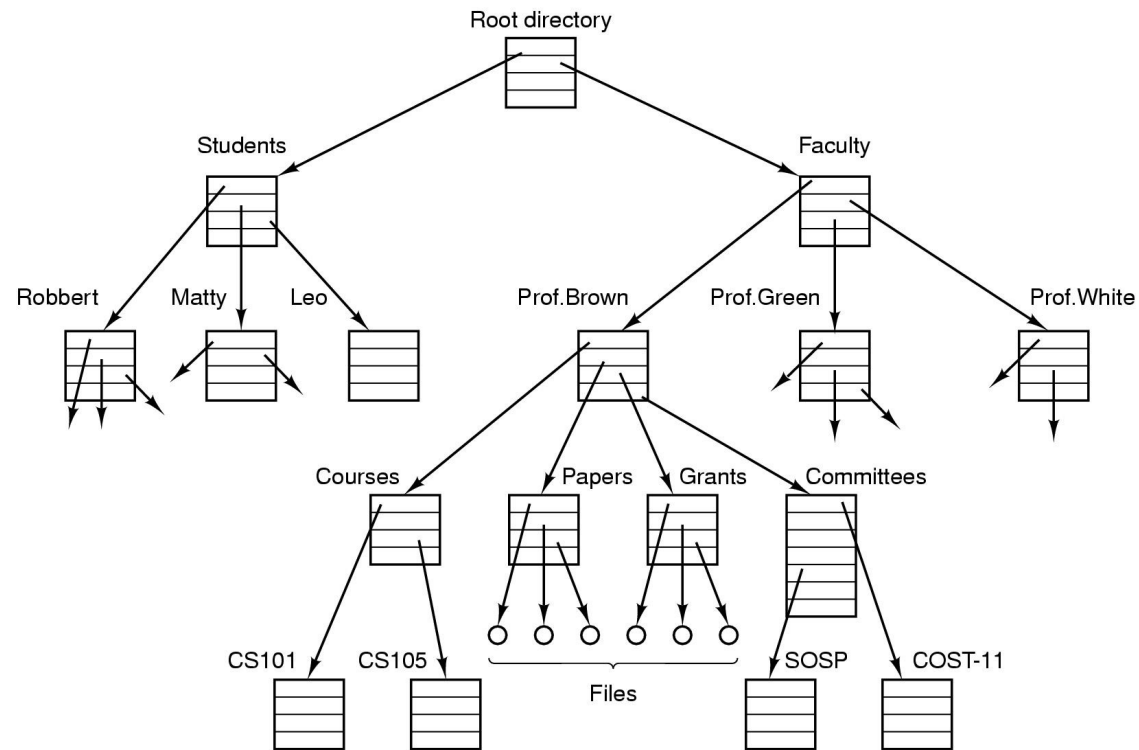 Root directory
Students
Faculty
Robbert
Matty
Leo
Prof.Brown
Prof.Green
Prof.White
Courses
Papers
Grants
Committees
CS101
CS105
SOSP
COST-11
Files